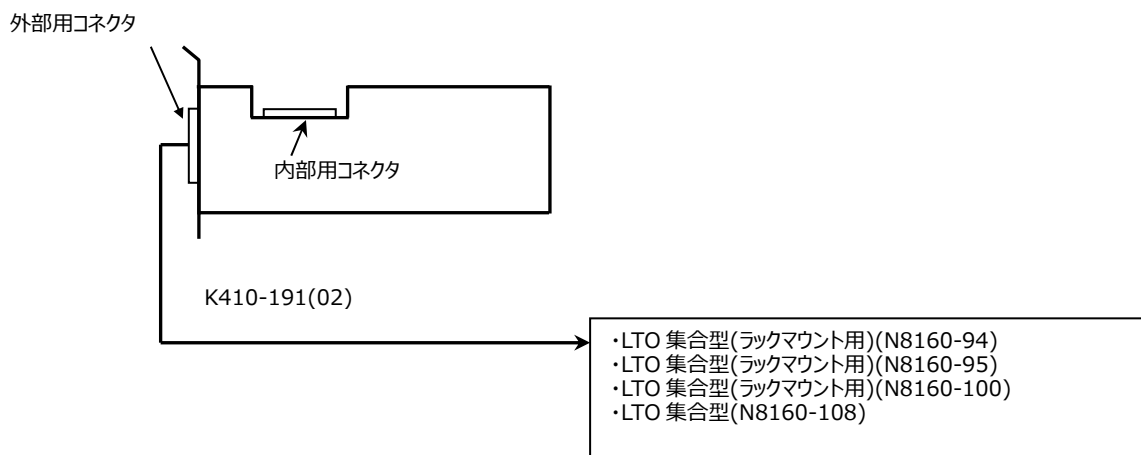 外部用コネクタ
内部用コネクタ
K410-191(02)
・LTO 集合型(ラックマウント用)(N8160-94)
・LTO 集合型(ラックマウント用)(N8160-95)
・LTO 集合型(ラックマウント用)(N8160-100)
・LTO 集合型(N8160-108)